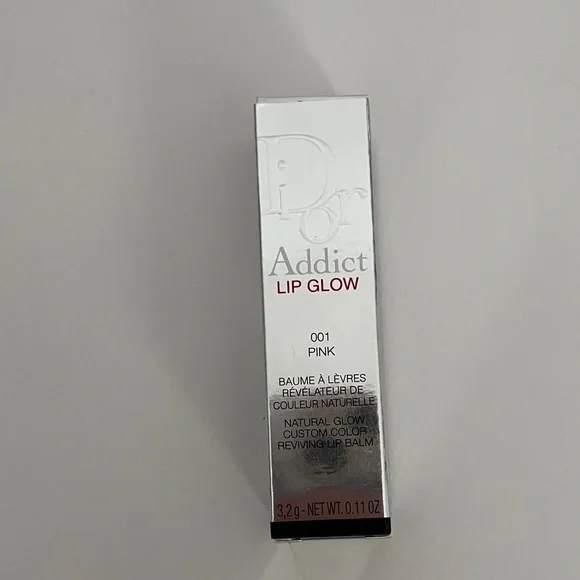 Dior
Addict
LIP GLOW
001
PINK
BAUME À LÈVRES
RÉVÉLATEUR DE
COULEUR NATURELLE
NATURAL GLOW
CUSTOM COLOR
REVIVING LIP BALM
3,2 g - NET WT. 0.11 OZ